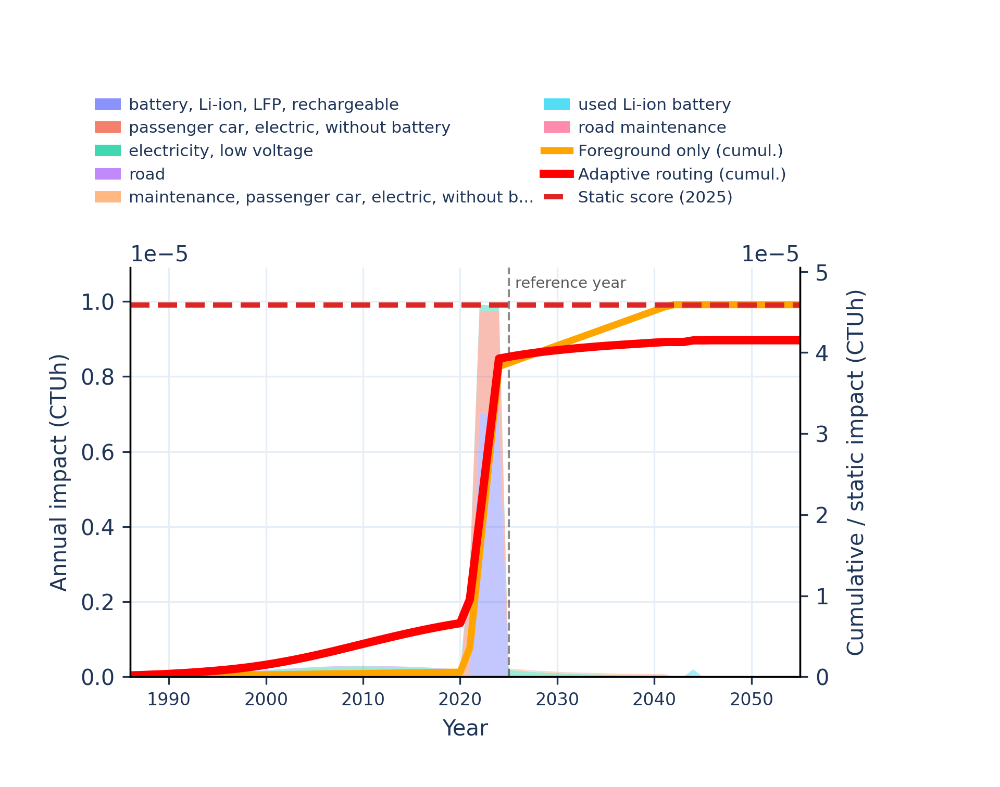 battery, Li-ion, LFP, rechargeable
passenger car, electric, without battery
electricity, low voltage
road
maintenance, passenger car, electric, without b...
used Li-ion battery
road maintenance
Foreground only (cumul.)
Adaptive routing (cumul.)
Static score (2025)
1e−5
1e−5
reference year
Annual impact (CTUh)
1.0
0.8
0.6
0.4
0.2
0.0
5
4
3
2
1
0
Cumulative / static impact (CTUh)
1990 2000 2010 2020 2030 2040 2050
Year